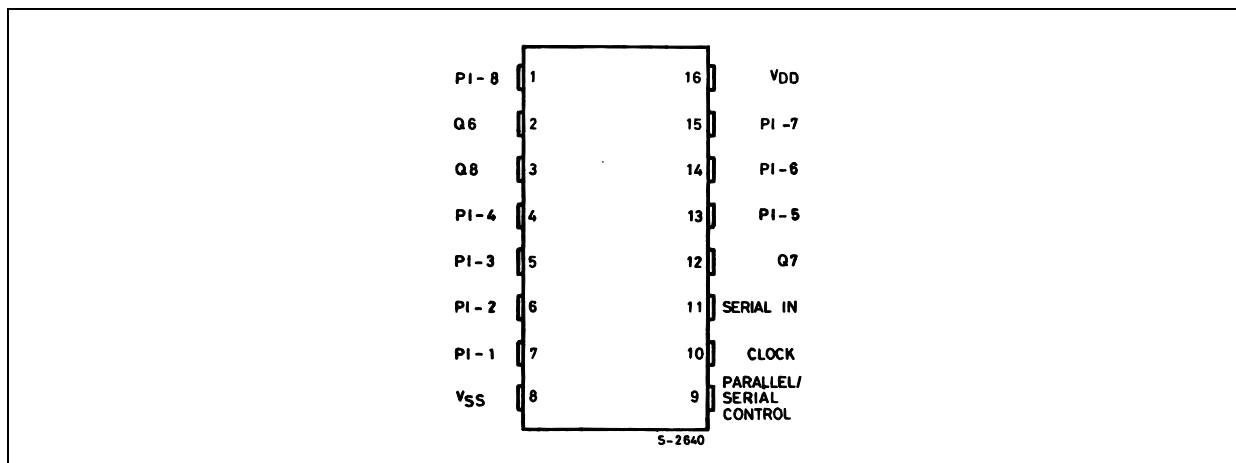 PI-8 1 16 VDD
Q6 2 15 PI-7
Q8 3 14 PI-6
PI-4 4 13 PI-5
PI-3 5 12 Q7
PI-2 6 11 SERIAL IN
PI-1 7 10 CLOCK
VSS 8 9 PARALLEL/
SERIAL
CONTROL
S-2640